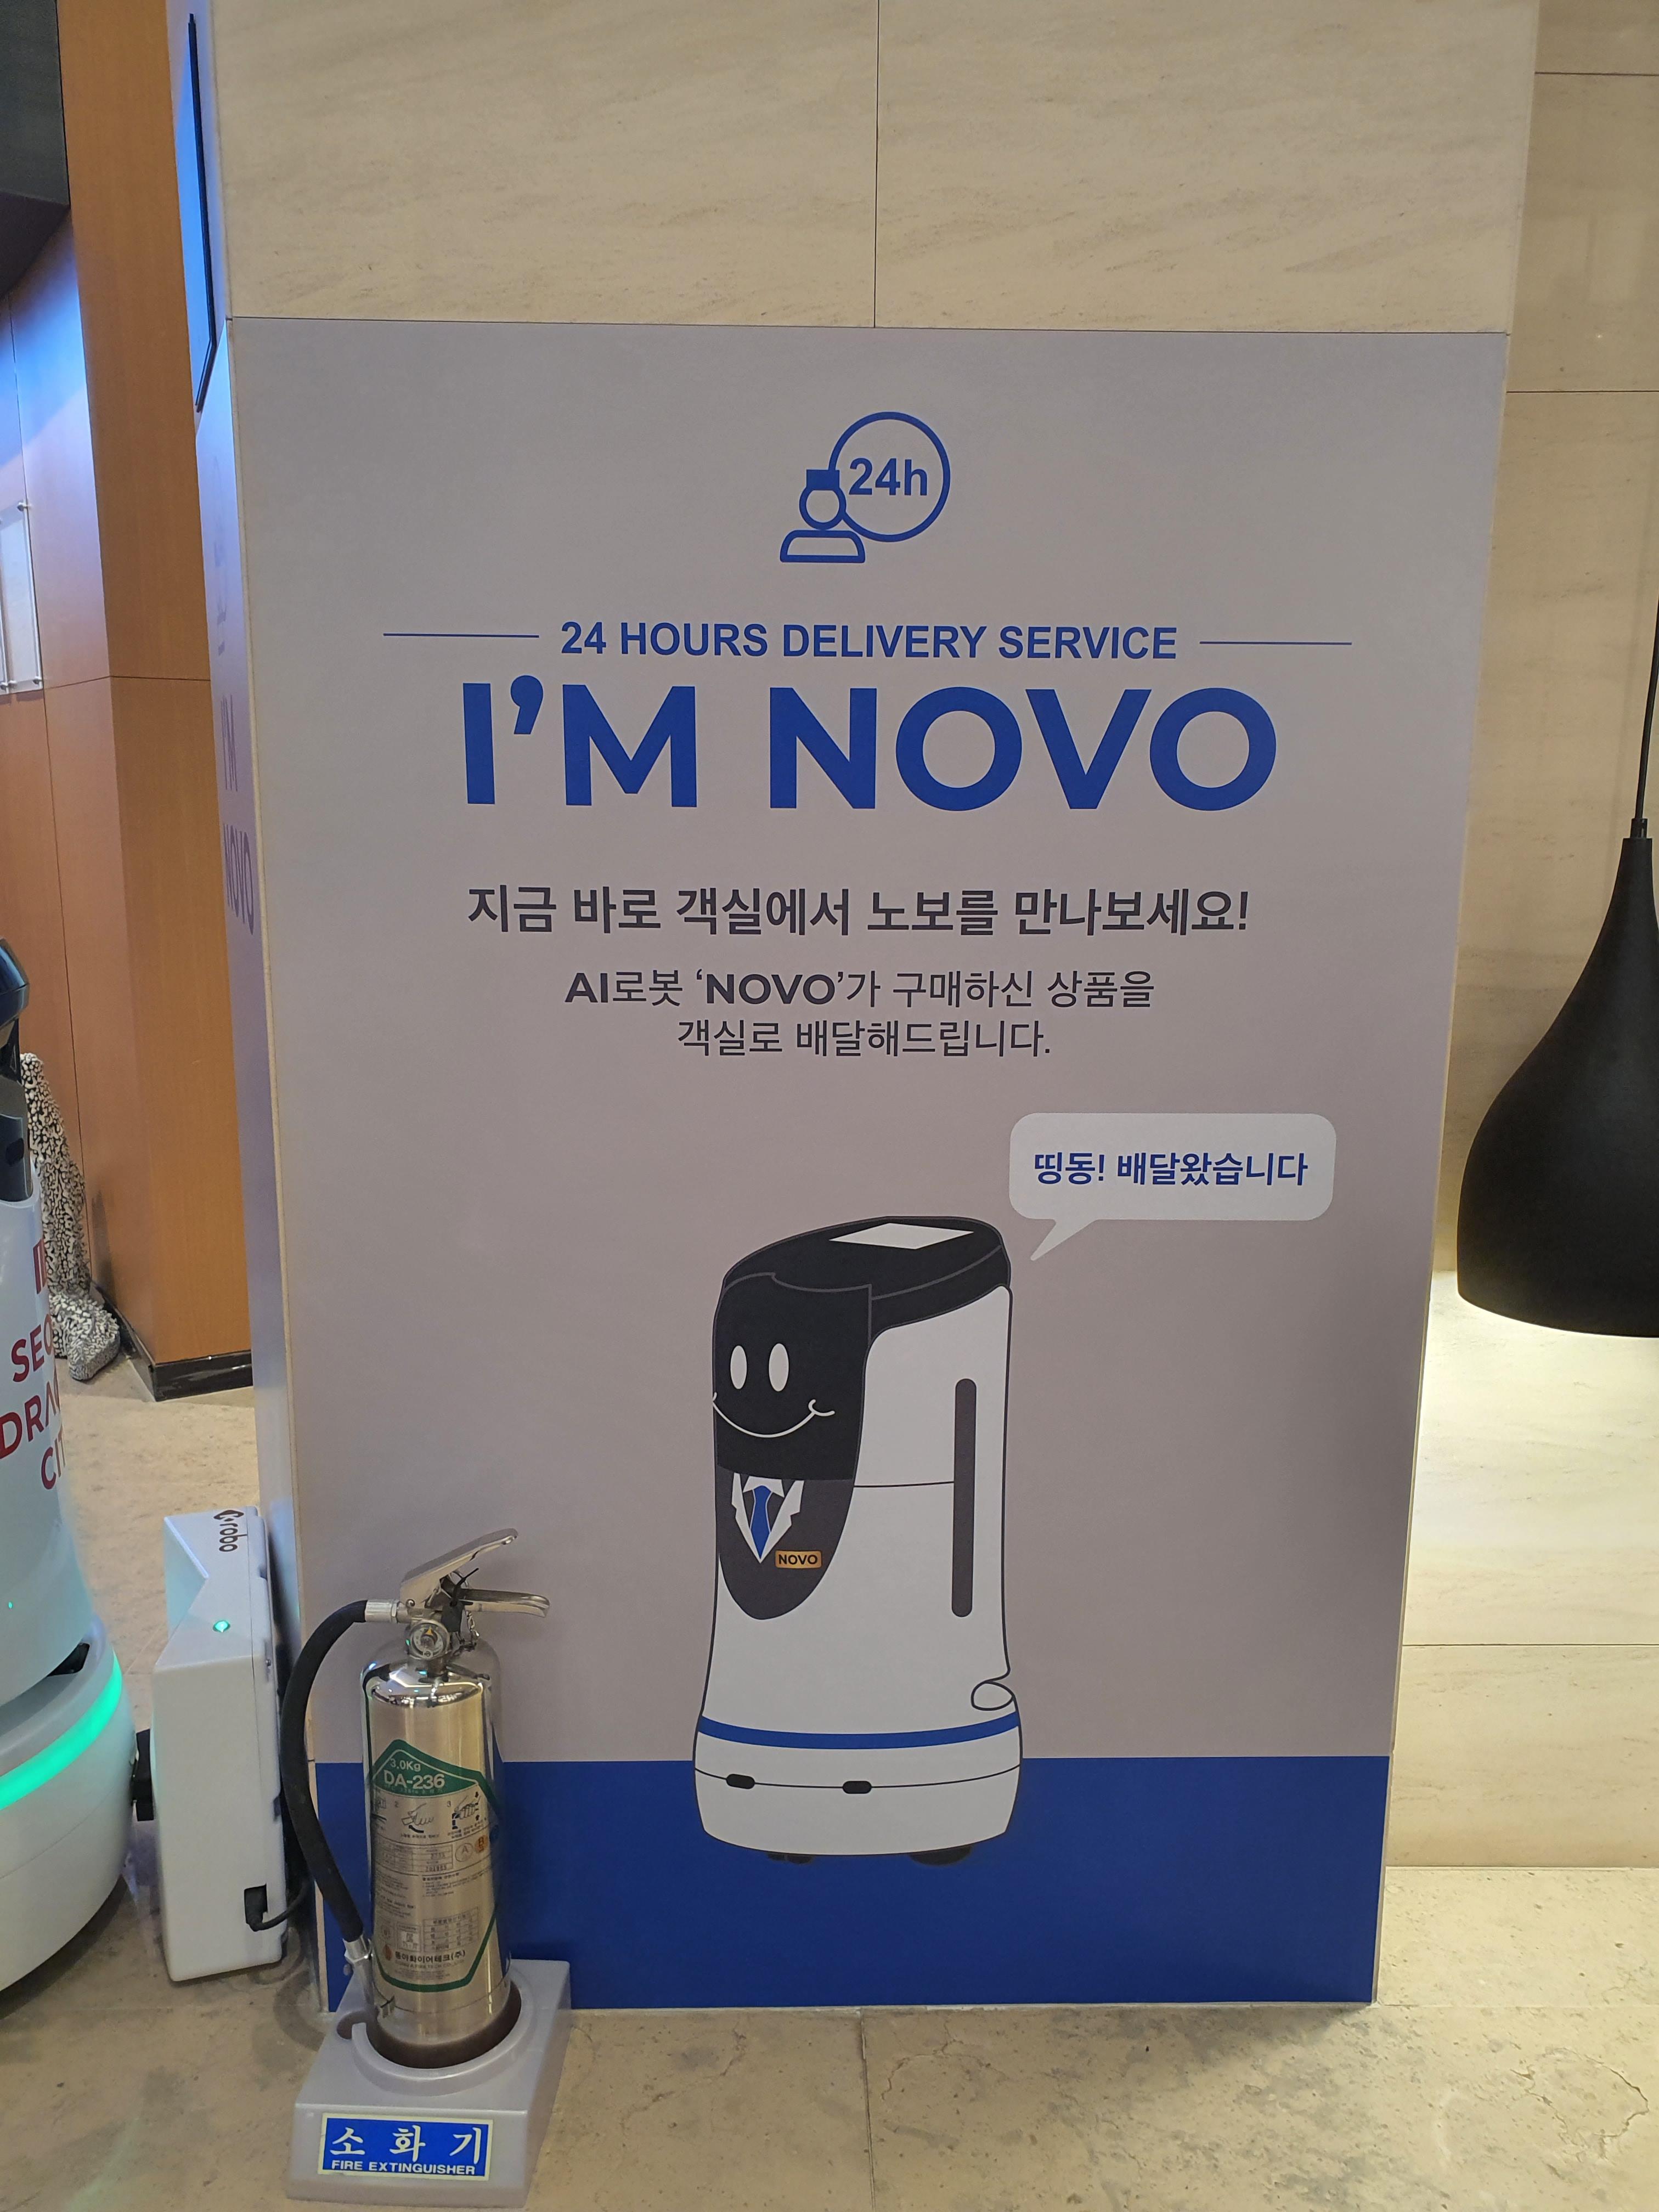 24h
24 HOURS DELIVERY SERVICE
I'M NOVO
지금 바로 객실에서 노보를 만나보세요!
AI로봇 ‘NOVO’가 구매하신 상품을
객실로 배달해드립니다.
띵동! 배달왔습니다
NOVO
I'M
NOVO
DRA
C-robo
3.0Kg
DA-236
소화기
FIRE EXTINGUISHER